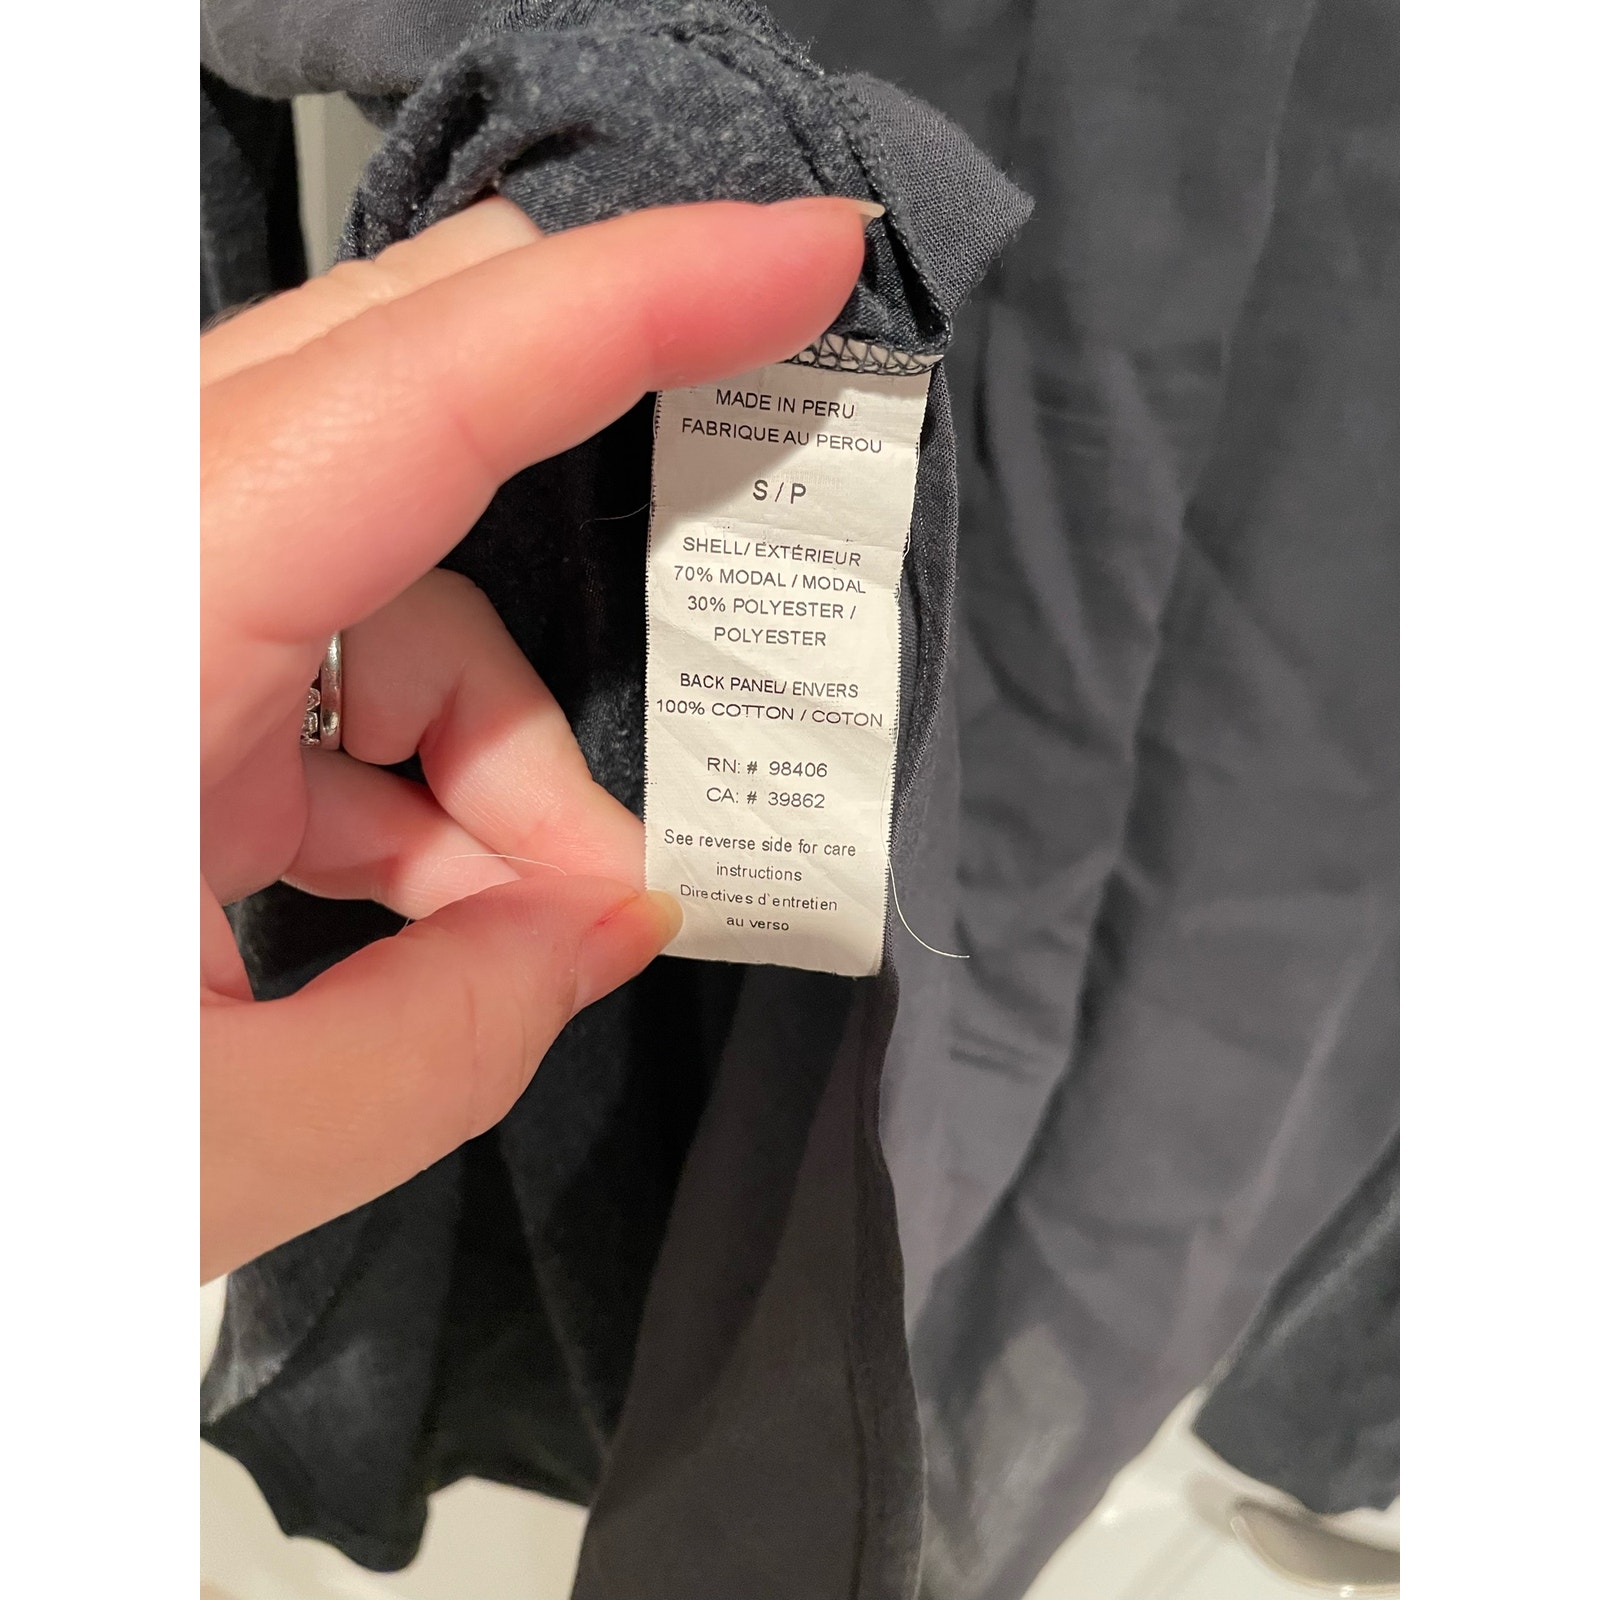 MADE IN PERU
FABRIQUE AU PEROU
S / P
SHELL/ EXTÉRIEUR
70% MODAL / MODAL
30% POLYESTER /
POLYESTER
BACK PANEL/ ENVERS
100% COTTON / COTON
RN: # 98406
CA: # 39862
See reverse side for care
instructions
Directives d`entretien
au verso